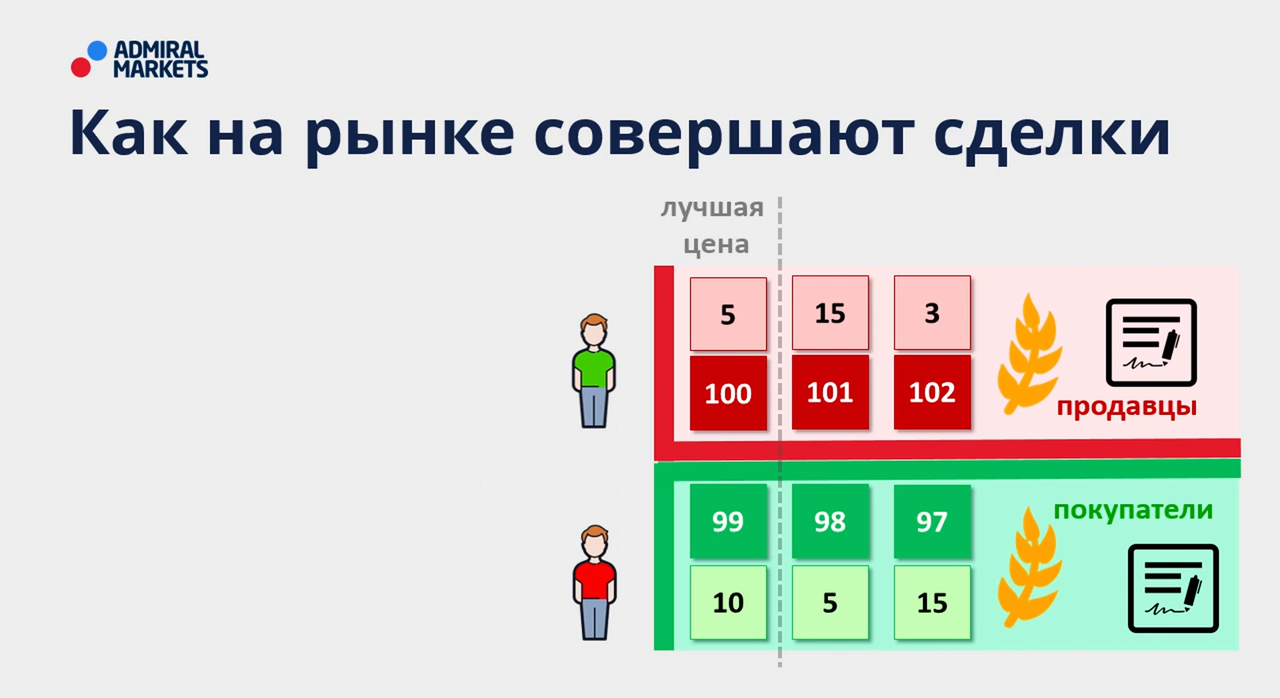 ADMIRAL
MARKETS
Как на рынке совершают сделки
лучшая
цена
5 15 3
100 101 102
продавцы
99 98 97
покупатели
10 5 15